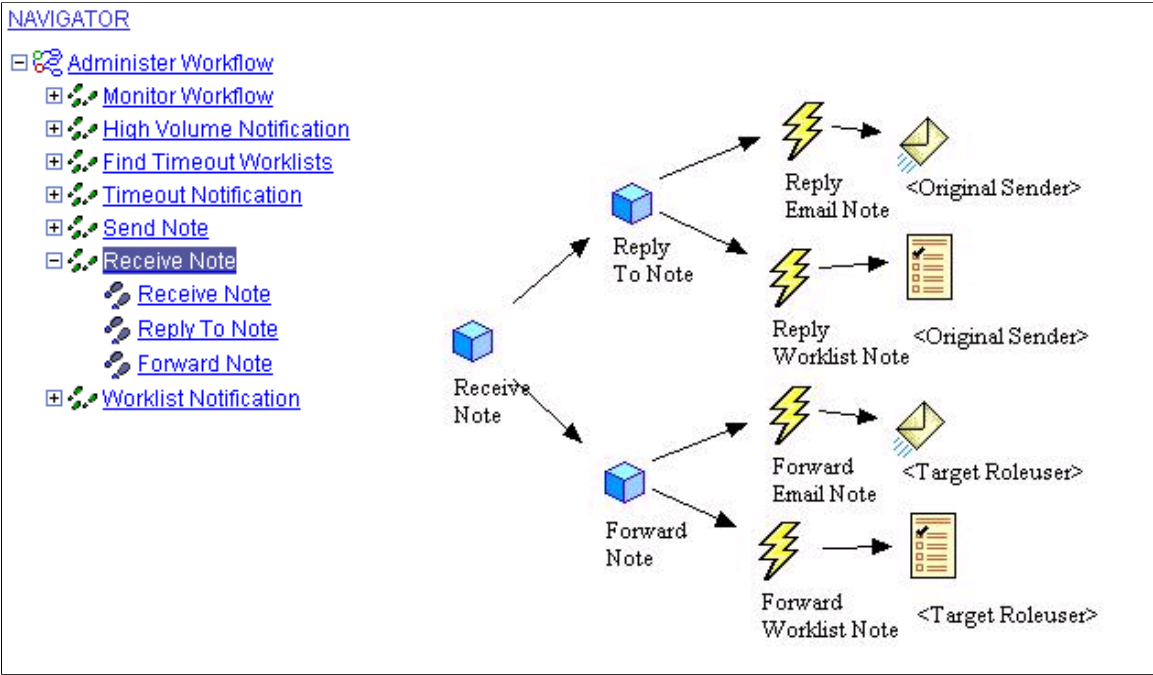 NAVIGATOR
Administer Workflow
Monitor Workflow
High Volume Notification
Find Timeout Worklists
Timeout Notification
Send Note
Receive Note
Receive Note
Reply To Note
Forward Note
Worklist Notification
Receive
Note
Reply
To Note
Reply
Email Note
<Original Sender>
Reply
Worklist Note
<Original Sender>
Forward
Note
Forward
Email Note
<Target Roleuser>
Forward
Worklist Note
<Target Roleuser>